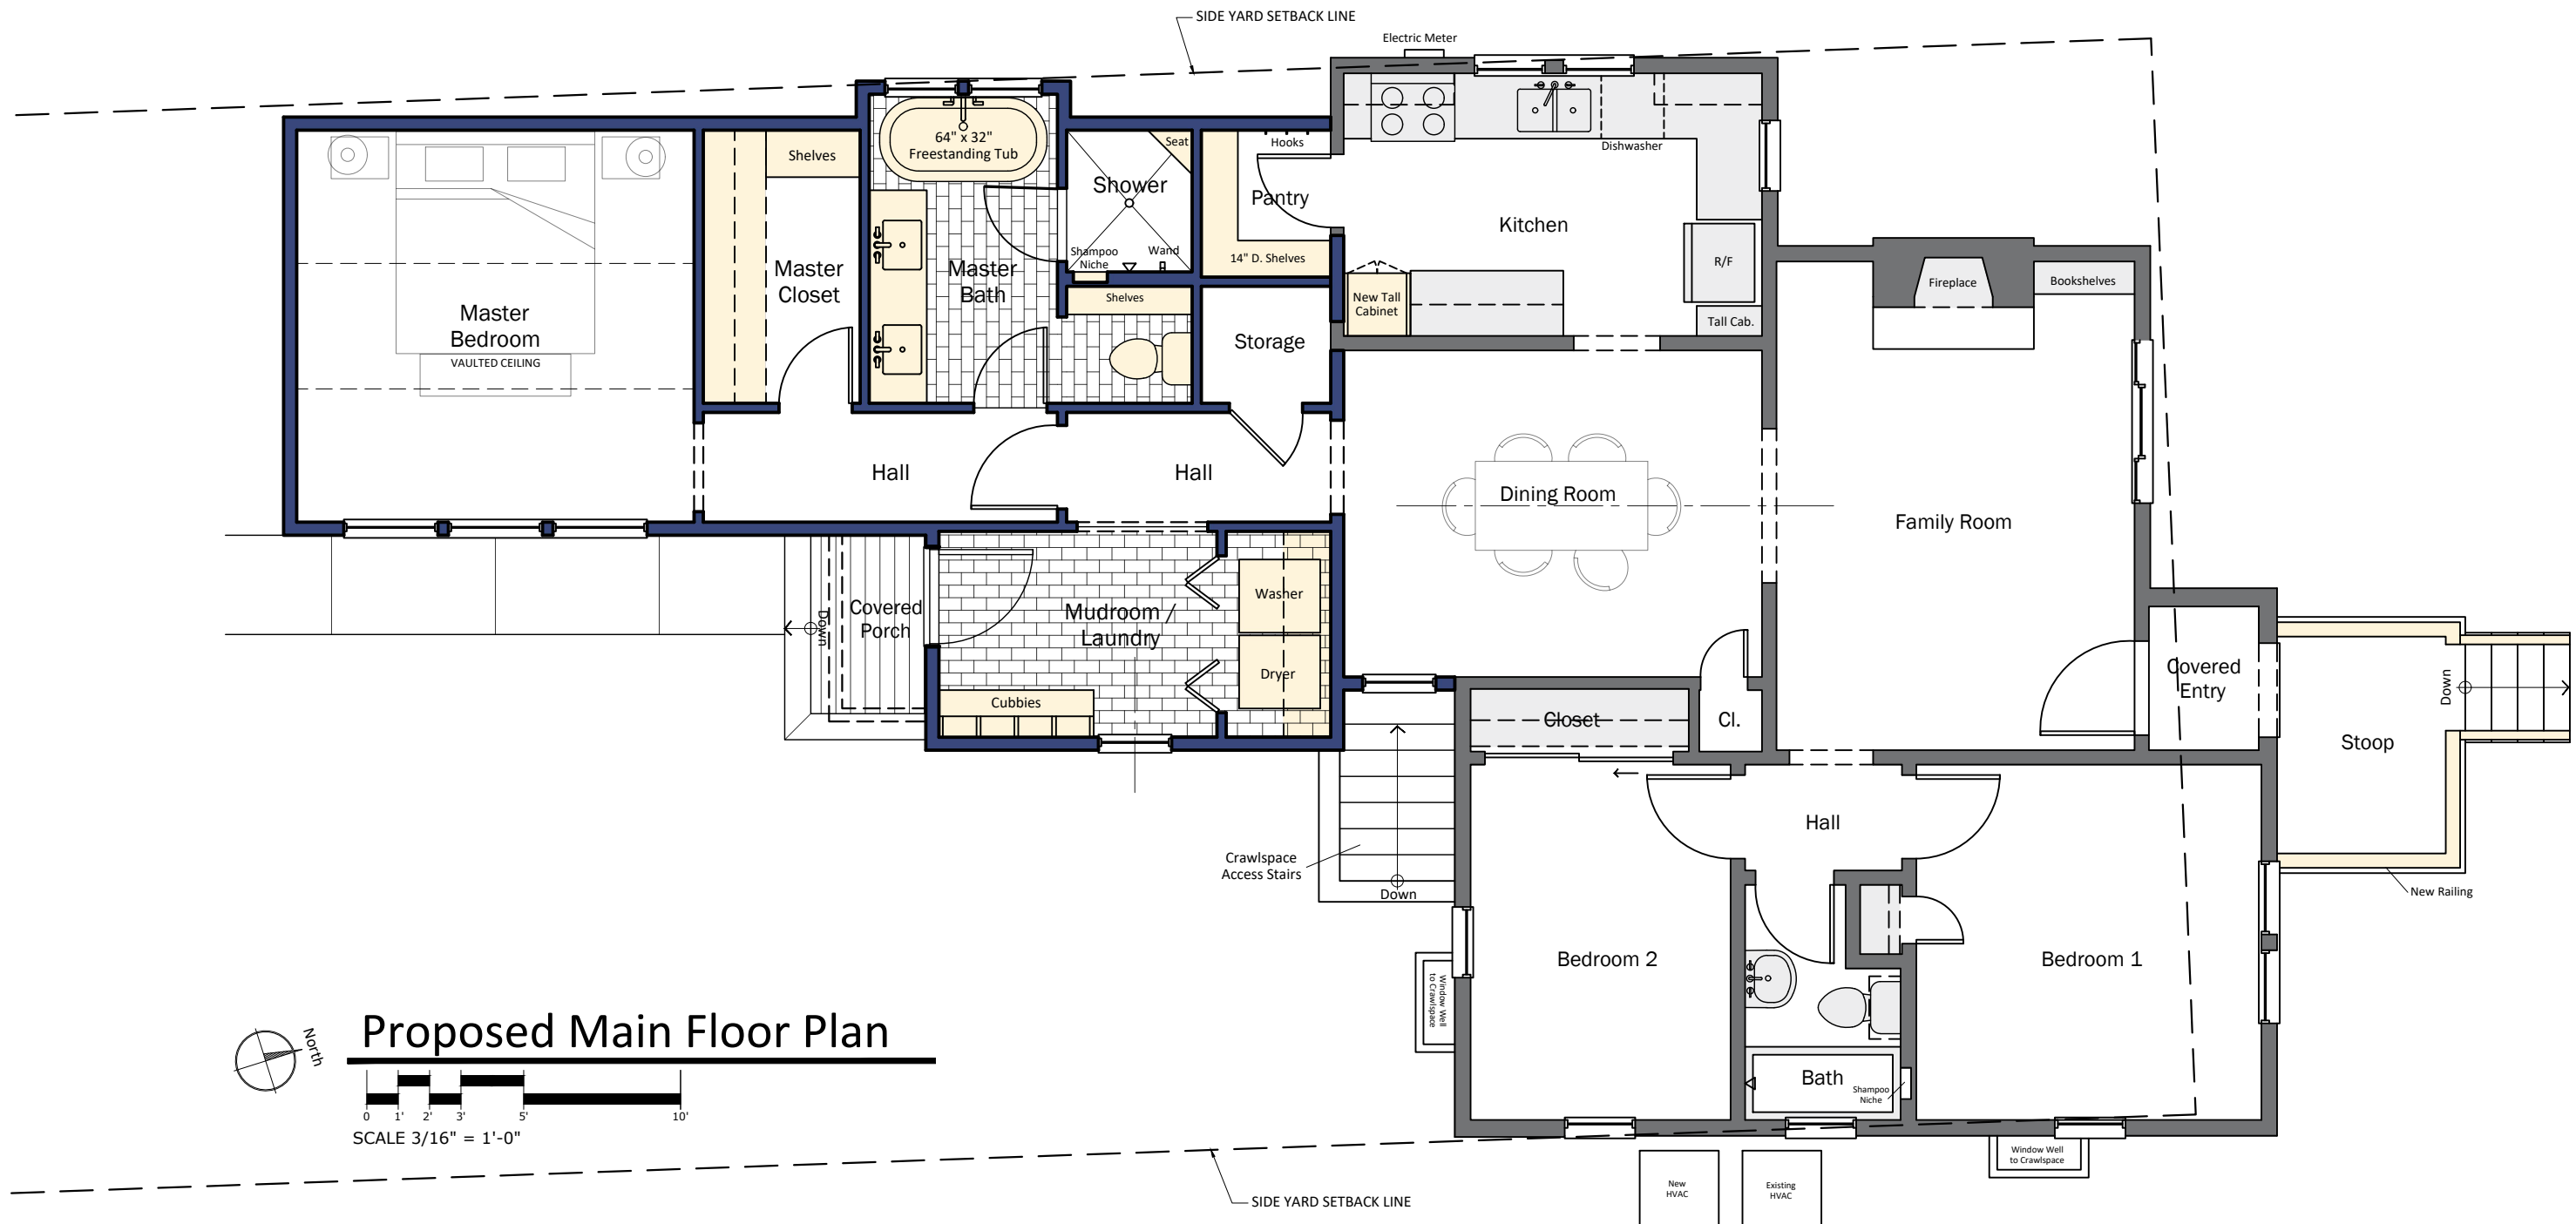 SIDE YARD SETBACK LINE
Electric Meter
64" x 32"
Freestanding Tub
Seat
Hooks
Dishwasher
Shelves
Shower
Pantry
Kitchen
Shampoo
Niche
Wand
14" D. Shelves
Master
Closet
Master
Bath
R/F
Fireplace
Bookshelves
Shelves
New Tall
Cabinet
Master
Bedroom
VAULTED CEILING
Storage
Tall Cab.
Hall
Hall
Dining Room
Family Room
Washer
Covered
Porch
Down
Mudroom /
Laundry
Dryer
Cubbies
Covered
Entry
Down
Stoop
Closet
Cl.
Hall
Crawlspace
Access Stairs
Down
New Railing
Bedroom 2
Bedroom 1
Window Well
to Crawlspace
Bath
Shampoo
Niche
North
Proposed Main Floor Plan
0 1' 2' 3' 5' 10'
SCALE 3/16" = 1'-0"
Window Well
to Crawlspace
SIDE YARD SETBACK LINE
New
HVAC
Existing
HVAC